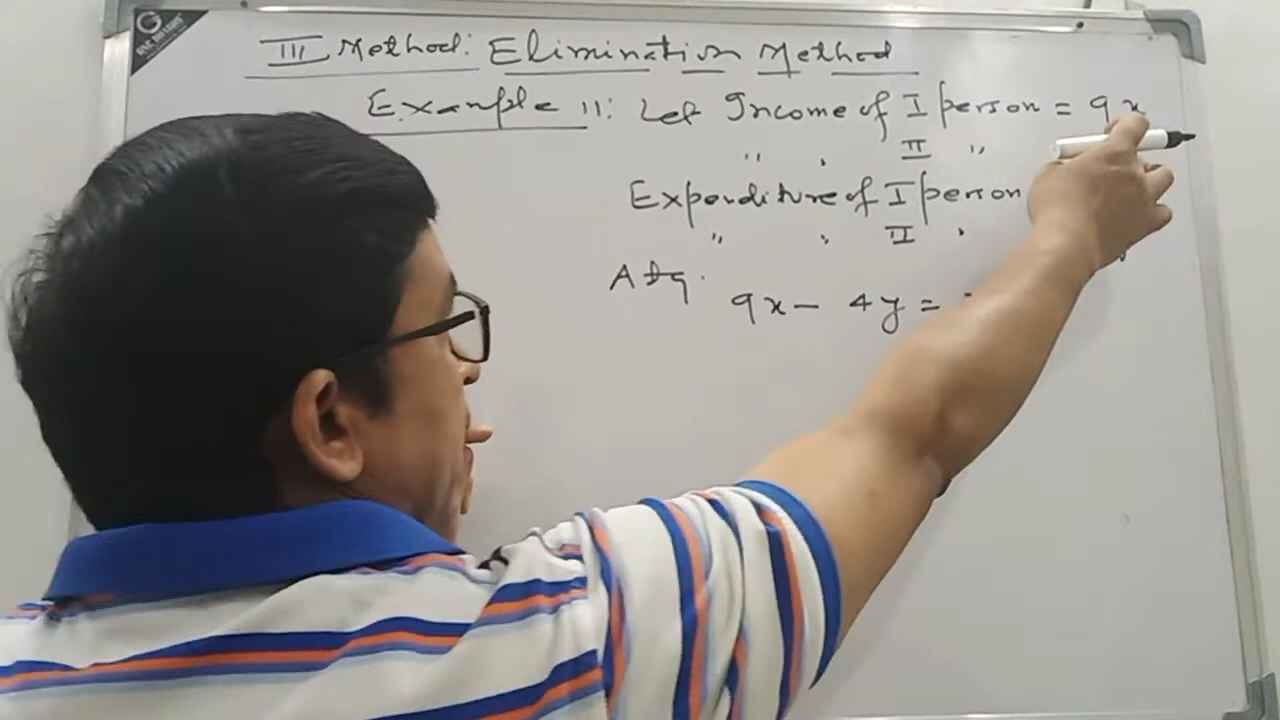 III Method: Elimination Method
Example 11: Let Income of I person = 9x
" " II "
Expenditure of I person
" " II "
Atq.
9x - 4y =